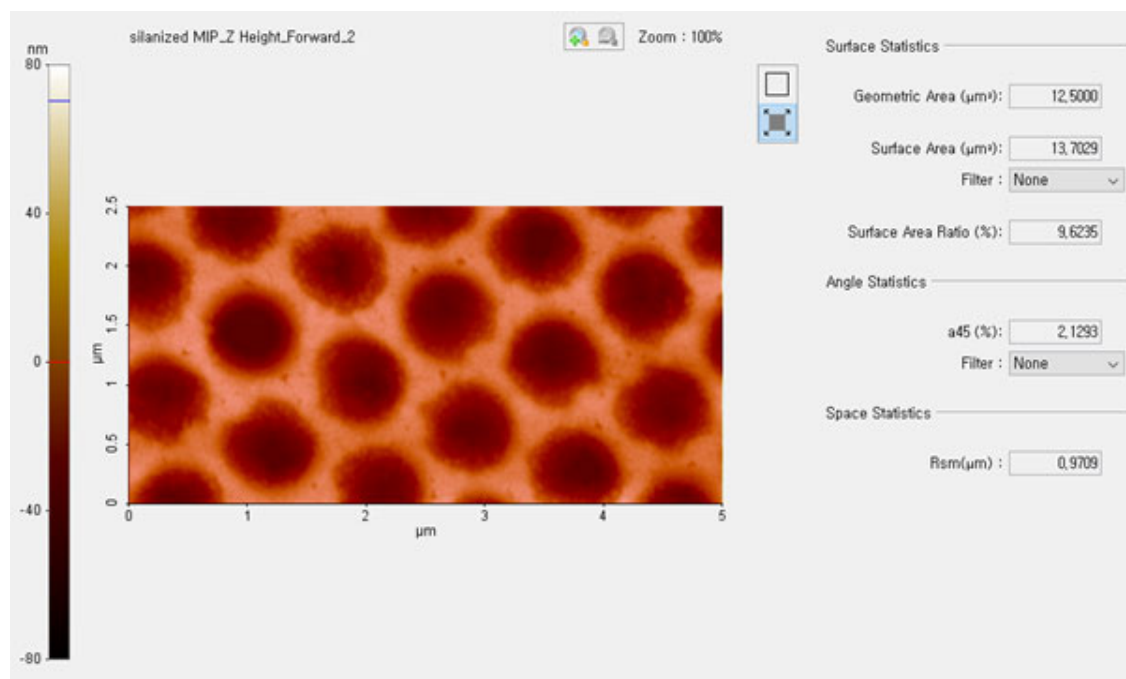 silanized MIP_Z Height_Forward_2
Zoom : 100%
nm
80
40
0
-40
-80
2.5
2
1.5
1
0.5
0
μm
0
1
2
3
4
5
μm
Surface Statistics
Geometric Area (μm²): 12,5000
Surface Area (μm²): 13,7029
Filter : None
Surface Area Ratio (%): 9,6235
Angle Statistics
a45 (%): 2,1293
Filter : None
Space Statistics
Rsm(μm) : 0,9709